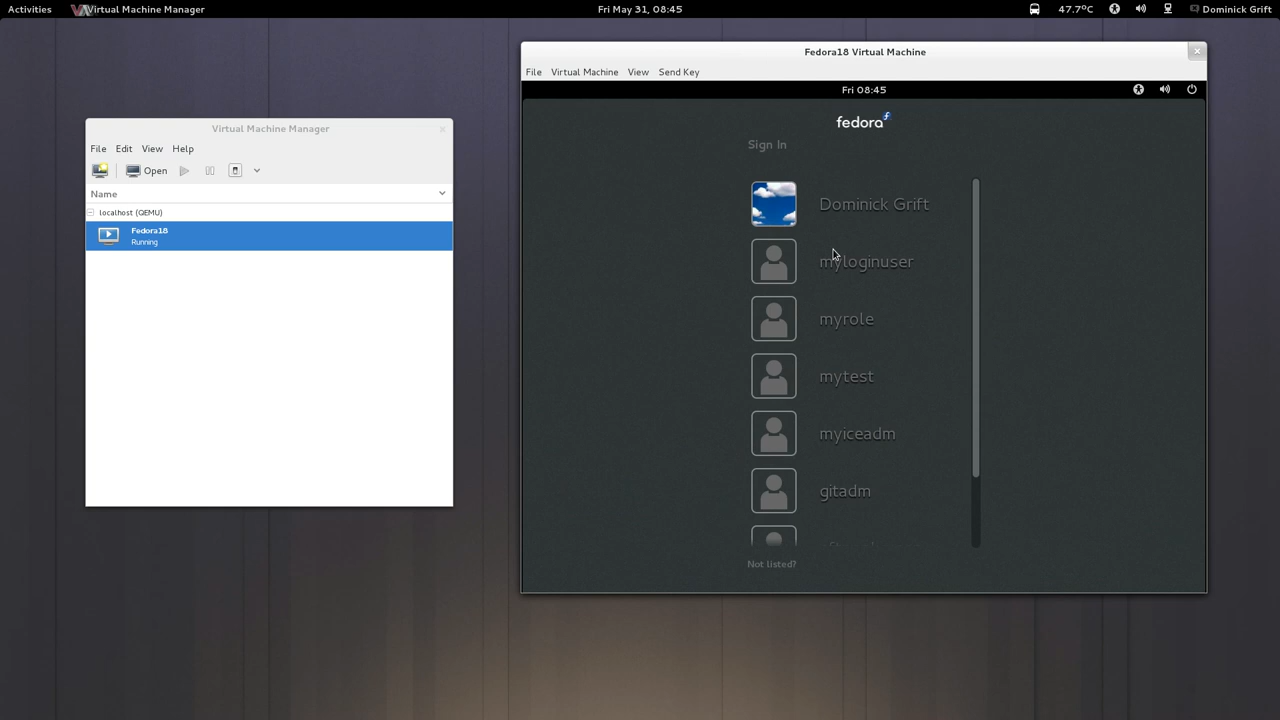 Activities
Virtual Machine Manager
Fri May 31, 08:45
47.7°C
Dominick Grift
Virtual Machine Manager
File Edit View Help
Open
Name
localhost (QEMU)
Fedora18
Running
Fedora18 Virtual Machine
File Virtual Machine View Send Key
Fri 08:45
fedora
Sign In
Dominick Grift
myloginuser
myrole
mytest
myiceadm
gitadm
Not listed?